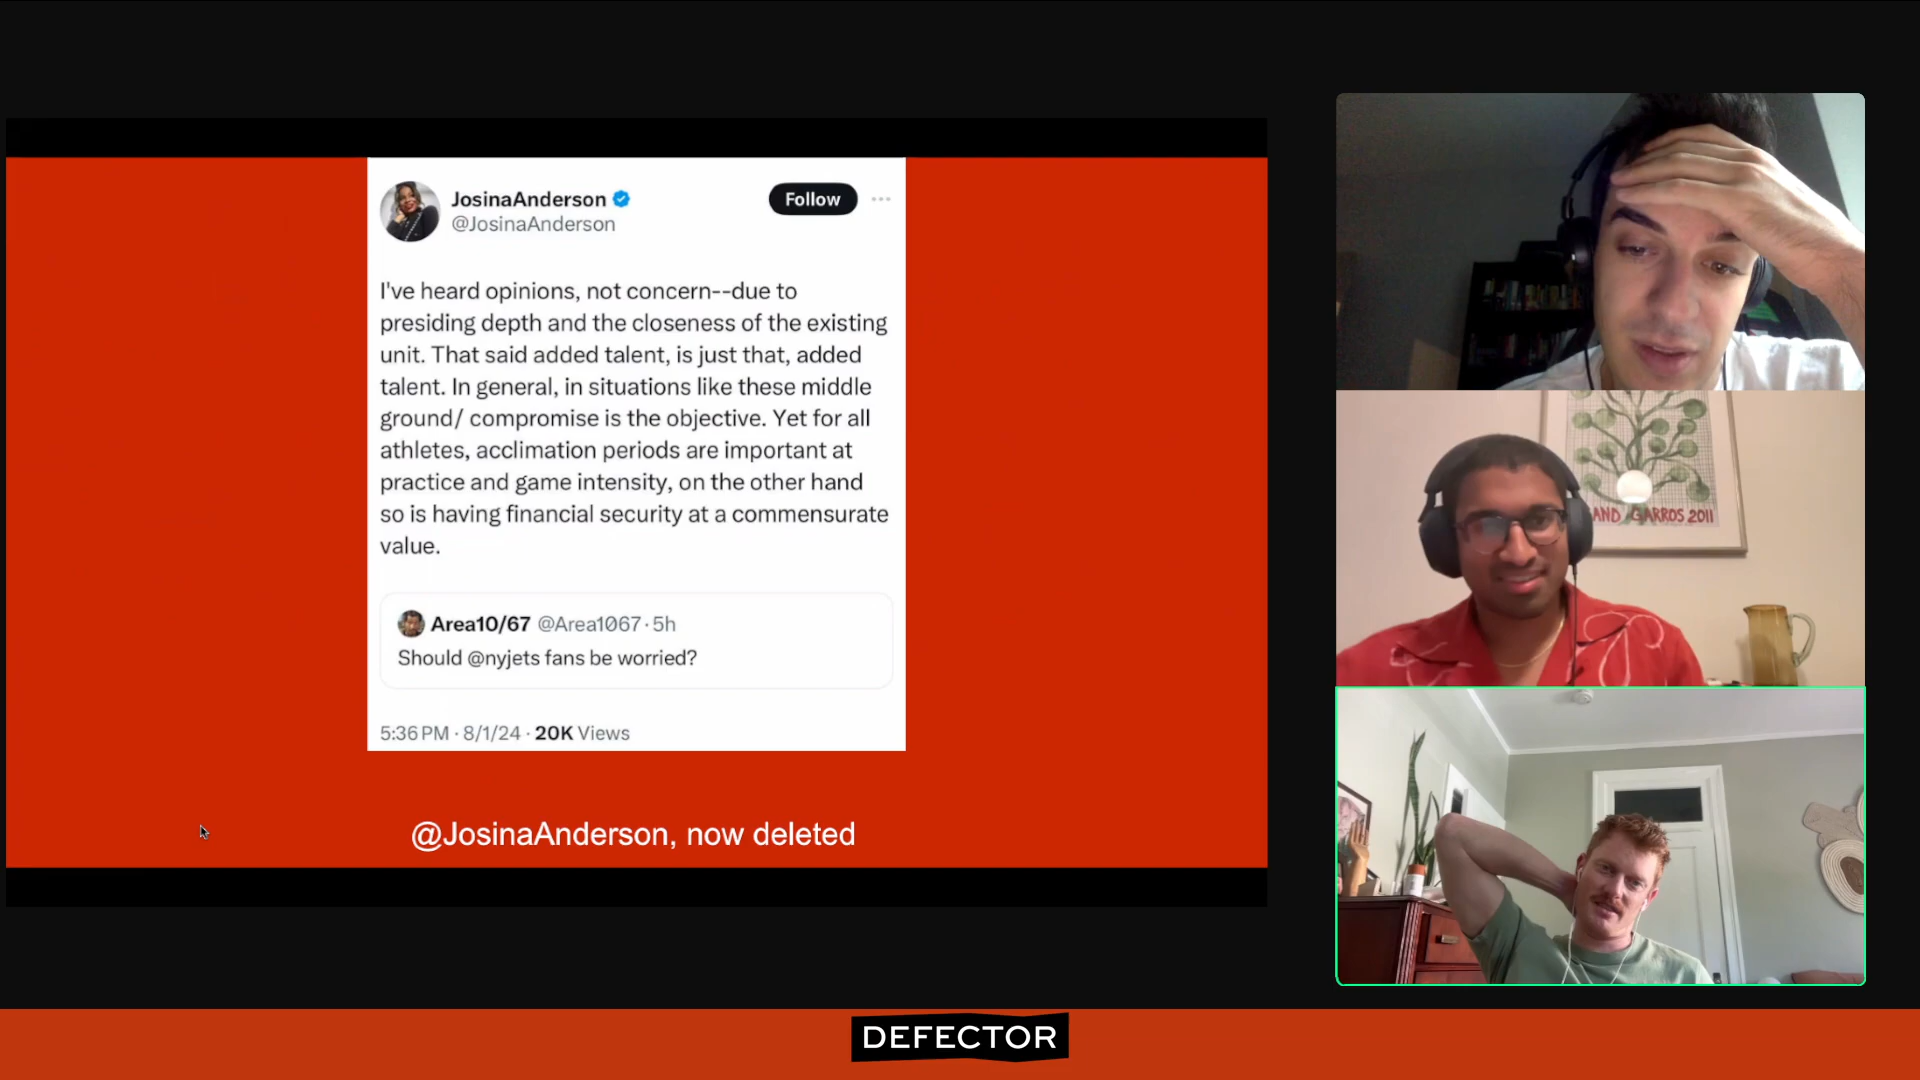 JosinaAnderson
@JosinaAnderson
Follow
I've heard opinions, not concern--due to
presiding depth and the closeness of the existing
unit. That said added talent, is just that, added
talent. In general, in situations like these middle
ground/ compromise is the objective. Yet for all
athletes, acclimation periods are important at
practice and game intensity, on the other hand
so is having financial security at a commensurate
value.
Area10/67 @Area1067 · 5h
Should @nyjets fans be worried?
5:36 PM · 8/1/24 · 20K Views
@JosinaAnderson, now deleted
AND GARROS 2011
DEFECTOR